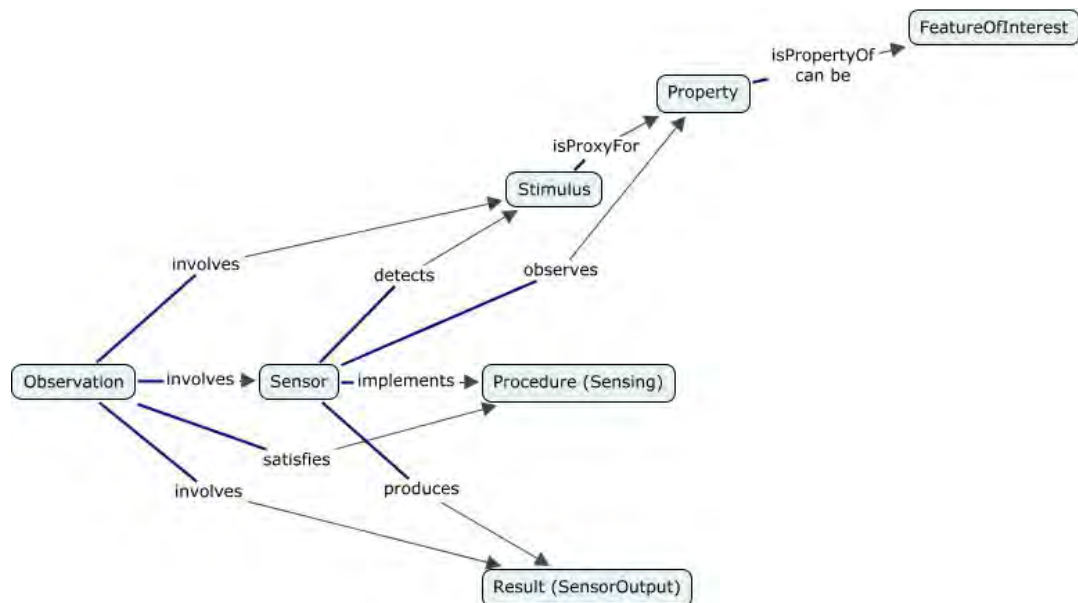 FeatureOfInterest
isPropertyOf
can be
Property
isProxyFor
Stimulus
involves
detects
observes
Observation
involves
Sensor
implements
Procedure (Sensing)
satisfies
involves
produces
Result (SensorOutput)